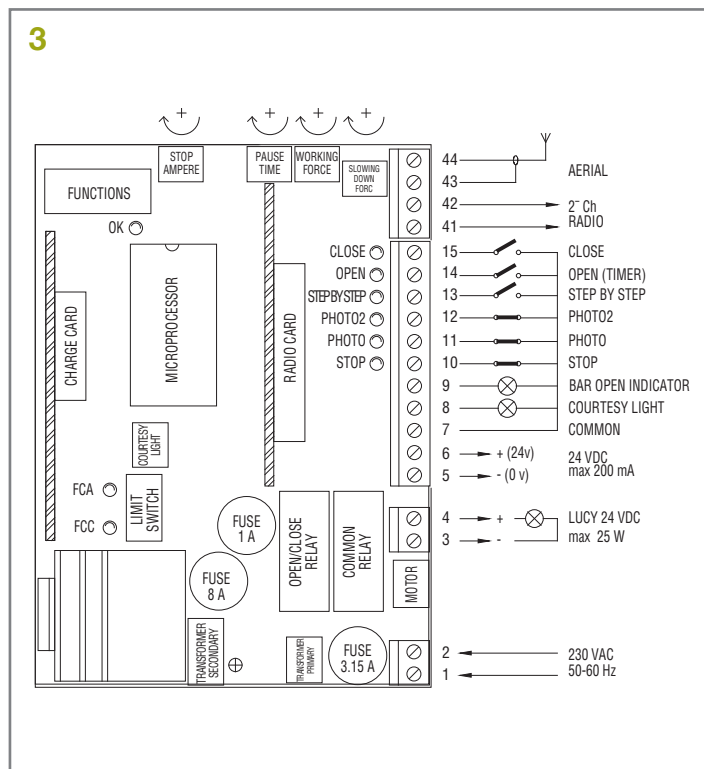 3
+ + + +
STOP
AMPERE
PAUSE
TIME
WORKING
FORCE
SLOWING
DOWN
FORC
FUNCTIONS
OK
MICROPROCESSOR
CHARGE CARD
RADIO CARD
CLOSE
OPEN
STEP BY STEP
PHOTO2
PHOTO
STOP
COURTESY
LIGHT
FCA
FCC
LIMIT
SWITCH
FUSE
1 A
FUSE
8 A
OPEN/CLOSE
RELAY
COMMON
RELAY
MOTOR
TRANSFORMER
SECONDARY
TRANSFORMER
PRIMARY
FUSE
3.15 A
44
43
AERIAL
42
41
2¯ Ch
RADIO
15 CLOSE
14 OPEN (TIMER)
13 STEP BY STEP
12 PHOTO2
11 PHOTO
10 STOP
9 BAR OPEN INDICATOR
8 COURTESY LIGHT
7 COMMON
6 + (24v)
5 - (0 v)
24 VDC
max 200 mA
4 + LUCY 24 VDC
3 - max 25 W
2 230 VAC
1 50-60 Hz